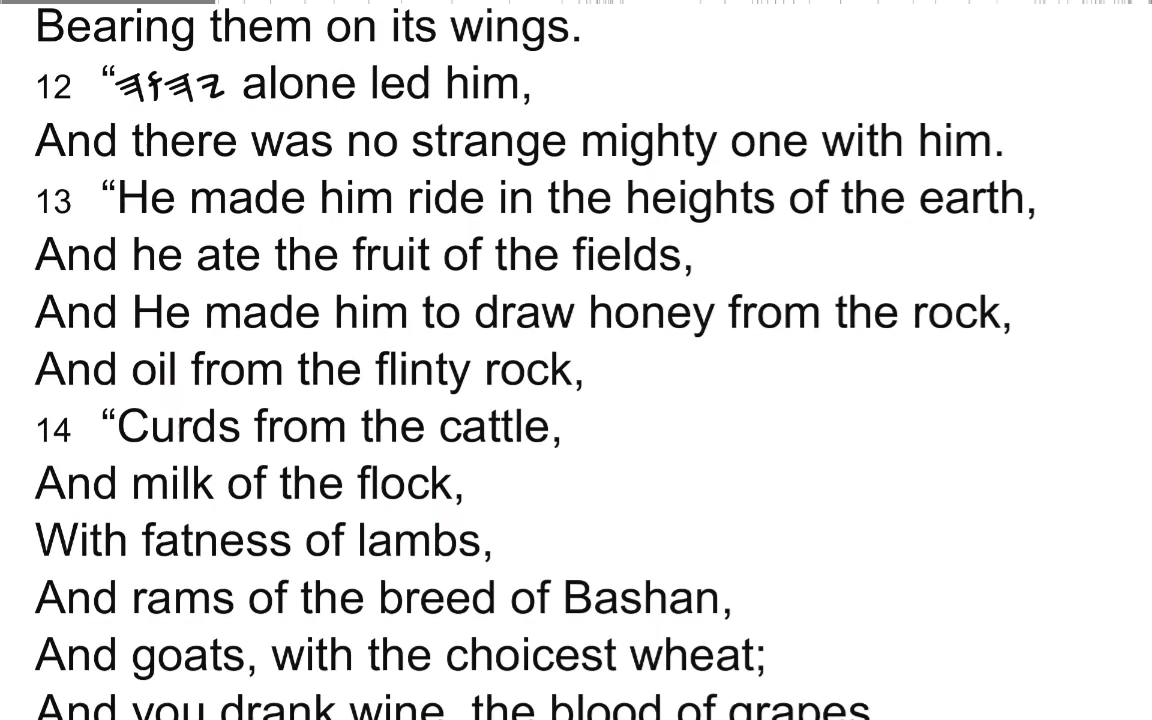 Bearing them on its wings.
12 “𐤉𐤄𐤅𐤄 alone led him,
And there was no strange mighty one with him.
13 “He made him ride in the heights of the earth,
And he ate the fruit of the fields,
And He made him to draw honey from the rock,
And oil from the flinty rock,
14 “Curds from the cattle,
And milk of the flock,
With fatness of lambs,
And rams of the breed of Bashan,
And goats, with the choicest wheat;
And you drank wine, the blood of grapes